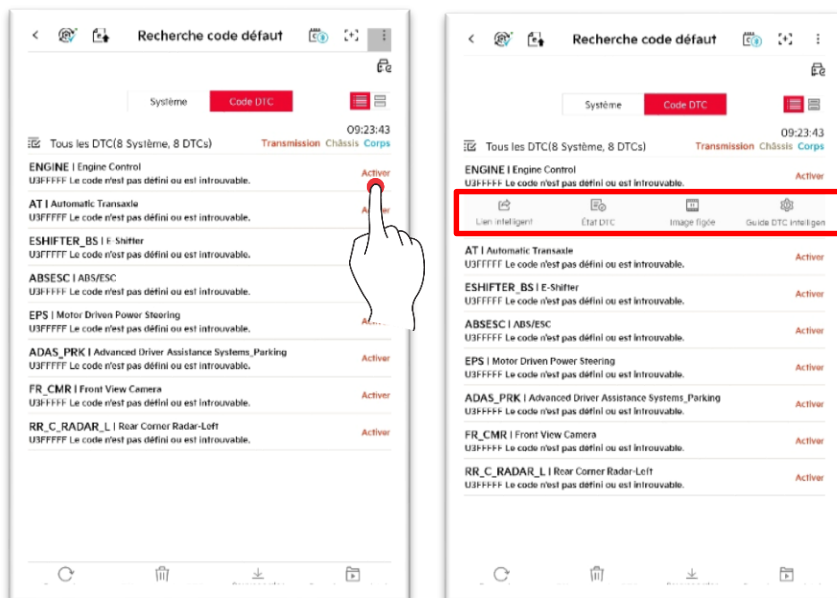 Recherche code défaut
Système
Code DTC
09:23:43
Tous les DTC(8 Système, 8 DTCs)
Transmission Châssis Corps
ENGINE | Engine Control
U3FFFFF Le code n'est pas défini ou est introuvable.
Activer
AT | Automatic Transaxle
U3FFFFF Le code n'est pas défini ou est introuvable.
ESHIFTER_BS | E-Shifter
U3FFFFF Le code n'est pas défini ou est introuvable.
ABSESC | ABS/ESC
U3FFFFF Le code n'est pas défini ou est introuvable.
EPS | Motor Driven Power Steering
U3FFFFF Le code n'est pas défini ou est introuvable.
ADAS_PRK | Advanced Driver Assistance Systems_Parking
U3FFFFF Le code n'est pas défini ou est introuvable.
Activer
FR_CMR | Front View Camera
U3FFFFF Le code n'est pas défini ou est introuvable.
Activer
RR_C_RADAR_L | Rear Corner Radar-Left
U3FFFFF Le code n'est pas défini ou est introuvable.
Activer
Recherche code défaut
Système
Code DTC
09:23:43
Tous les DTC(8 Système, 8 DTCs)
Transmission Châssis Corps
ENGINE | Engine Control
U3FFFFF Le code n'est pas défini ou est introuvable.
Activer
Lien intelligent
État DTC
Image figée
Guide DTC intelligen
AT | Automatic Transaxle
U3FFFFF Le code n'est pas défini ou est introuvable.
Activer
ESHIFTER_BS | E-Shifter
U3FFFFF Le code n'est pas défini ou est introuvable.
Activer
ABSESC | ABS/ESC
U3FFFFF Le code n'est pas défini ou est introuvable.
Activer
EPS | Motor Driven Power Steering
U3FFFFF Le code n'est pas défini ou est introuvable.
Activer
ADAS_PRK | Advanced Driver Assistance Systems_Parking
U3FFFFF Le code n'est pas défini ou est introuvable.
Activer
FR_CMR | Front View Camera
U3FFFFF Le code n'est pas défini ou est introuvable.
Activer
RR_C_RADAR_L | Rear Corner Radar-Left
U3FFFFF Le code n'est pas défini ou est introuvable.
Activer